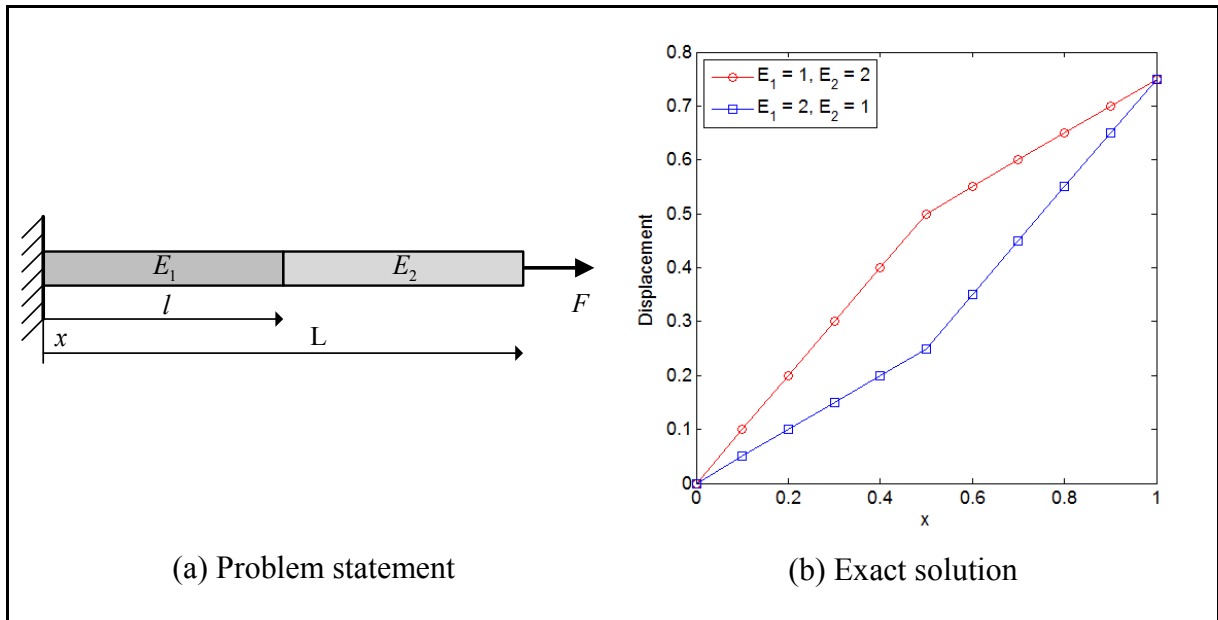 E1
E2
F
l
x
L
(a) Problem statement
0.8
0.7
0.6
0.5
0.4
0.3
0.2
0.1
0
Displacement
E1 = 1, E2 = 2
E1 = 2, E2 = 1
0 0.2 0.4 0.6 0.8 1
x
(b) Exact solution